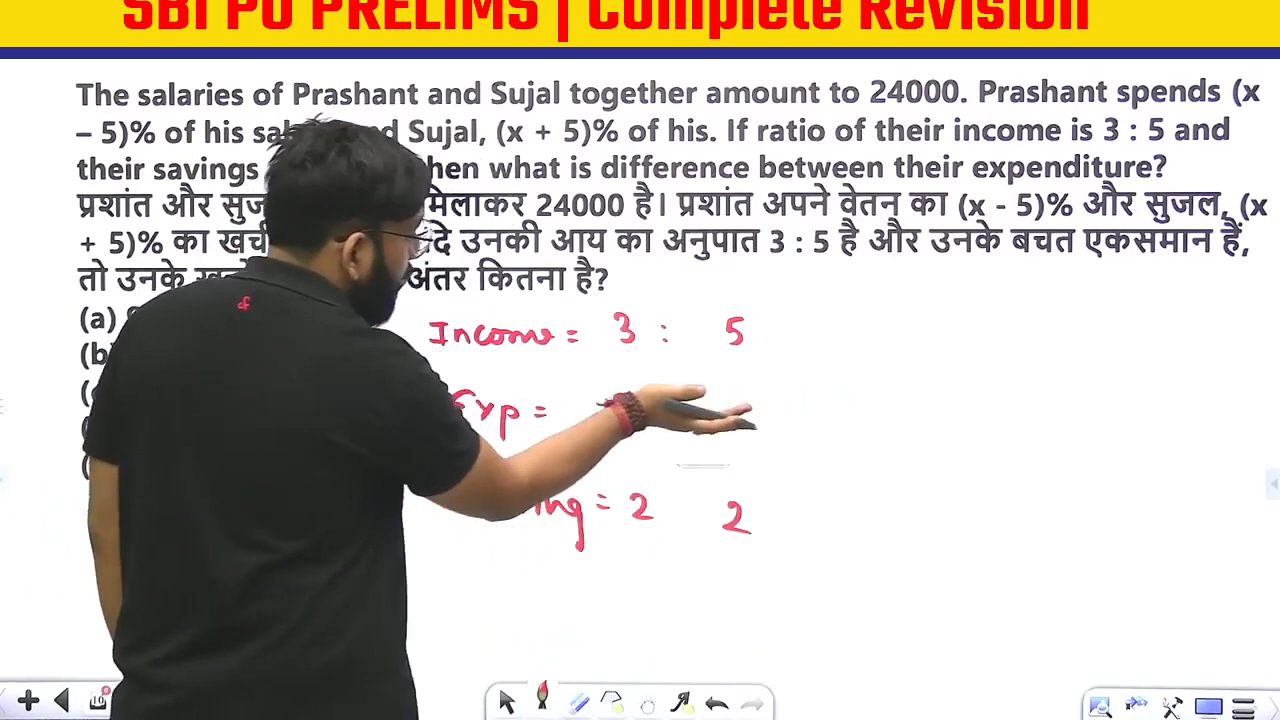 SBI PO PRELIMS | Complete Revision
The salaries of Prashant and Sujal together amount to 24000. Prashant spends (x
– 5)% of his Sujal, (x + 5)% of his. If ratio of their income is 3 : 5 and
their savings what is difference between their expenditure?
प्रशांत और मिलाकर 24000 है। प्रशांत अपने वेतन का (x - 5)% और सुजल, (x
+ 5)% का खर्च उनकी आय का अनुपात 3 : 5 है और उनके बचत एकसमान हैं,
तो उनके अंतर कितना है?
(a)
Income = 3 : 5
Exp =
= 2 2